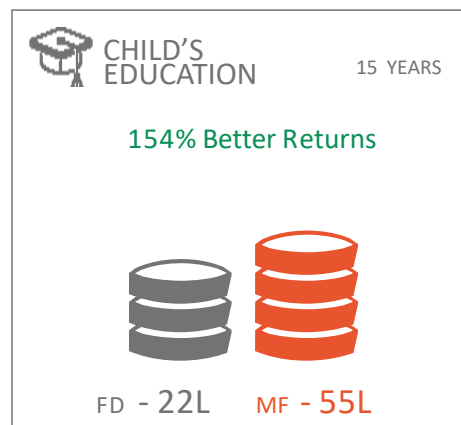 CHILD'S
EDUCATION
15 YEARS
154% Better Returns
FD - 22L MF - 55L